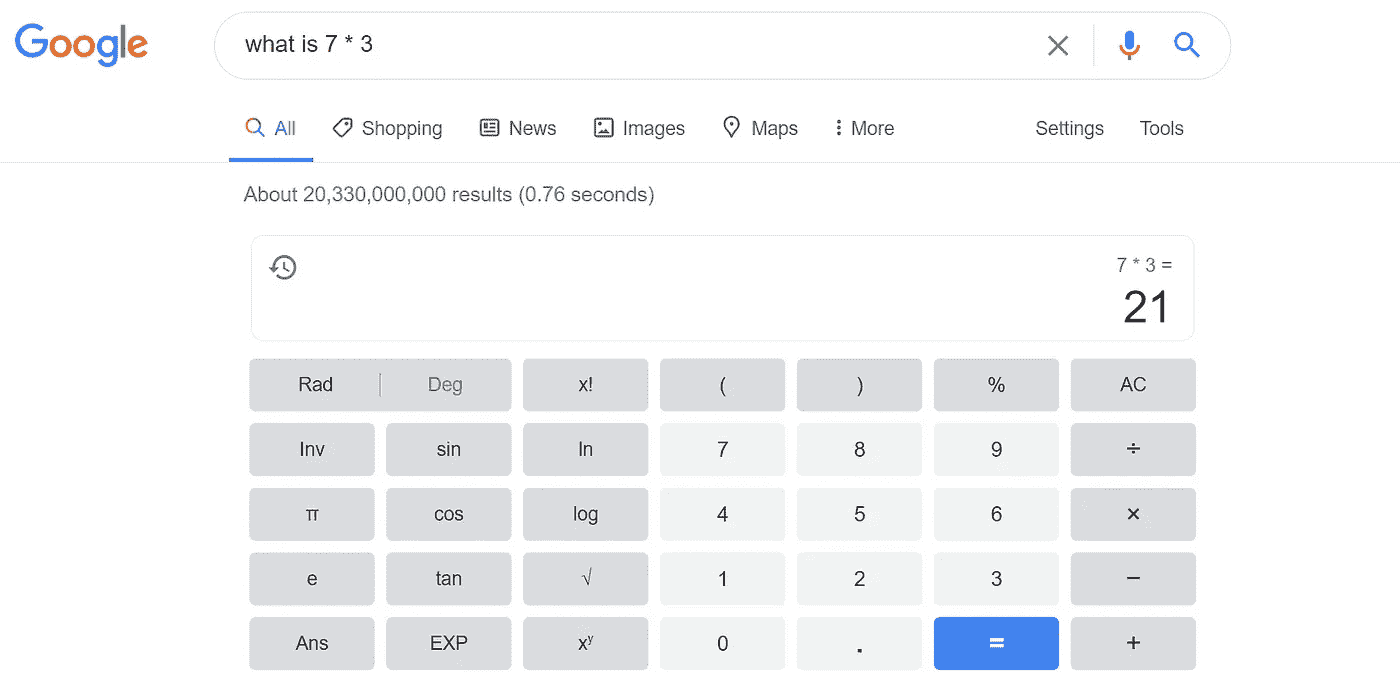 Google what is 7 * 3
All Shopping News Images Maps More Settings Tools
About 20,330,000,000 results (0.76 seconds)
7 * 3 =
21
Rad Deg x! ( ) % AC
Inv sin ln 7 8 9 ÷
π cos log 4 5 6 ×
e tan √ 1 2 3 −
Ans EXP xʸ 0 . = +